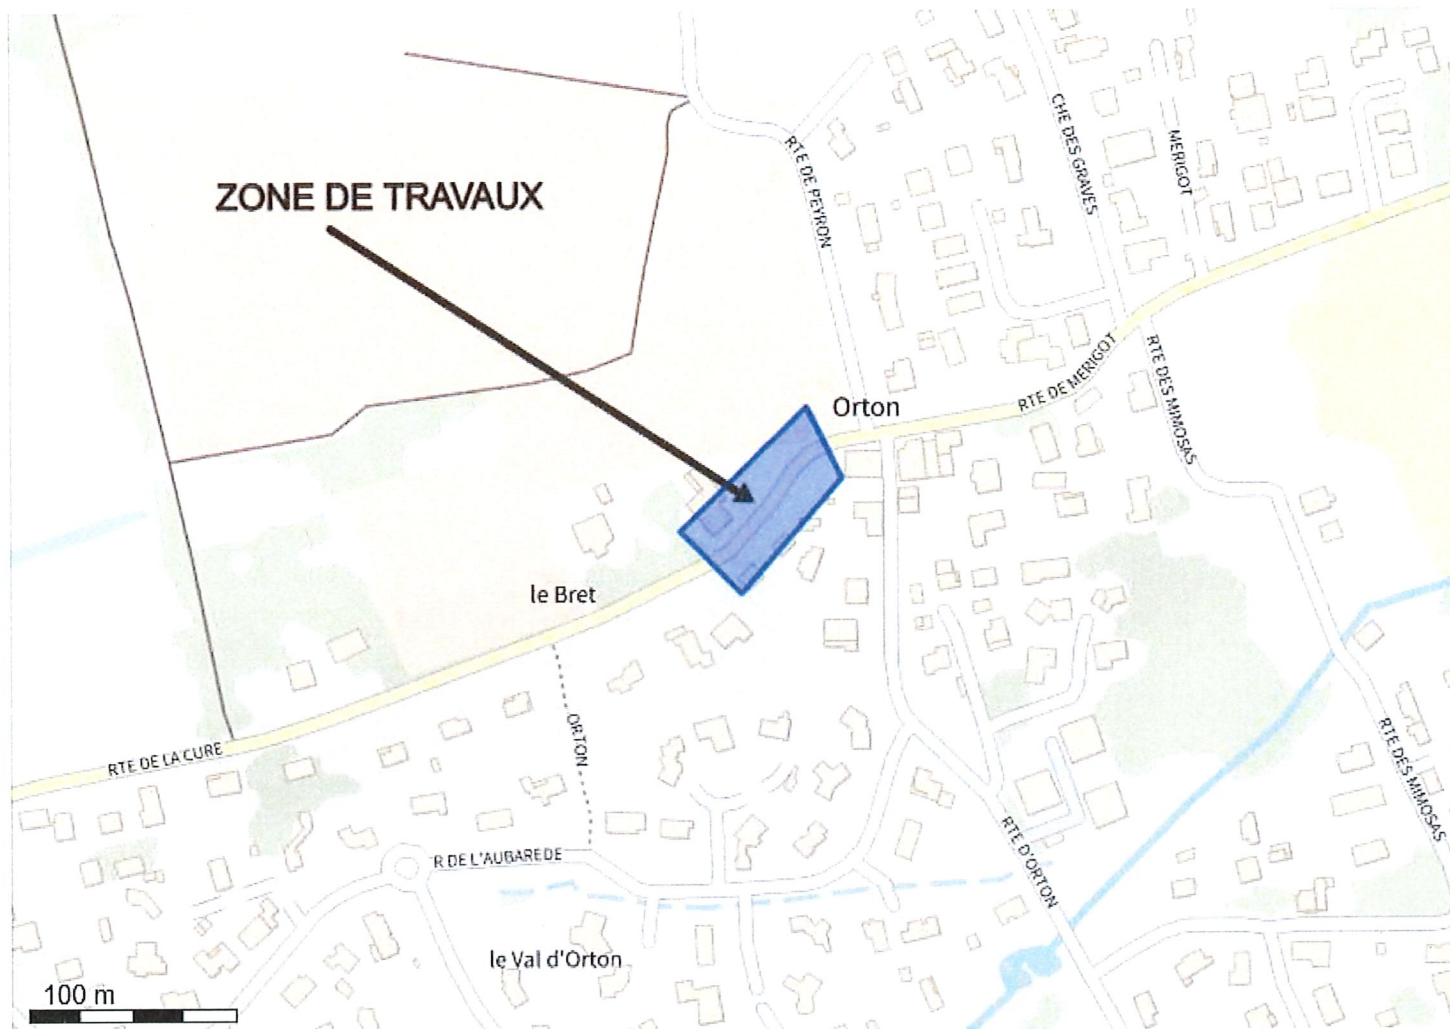 ZONE DE TRAVAUX
RTE DE PEYRON
CHE DES GRAVES
MERIGOT
Orton
RTE DE MERIGOT
RTE DES MIMOSAS
le Bret
ORTON
RTE DE LA CURE
R DE L'AUBAREDE
RTE D'ORTON
RTE DES MIMOSAS
le Val d'Orton
100 m